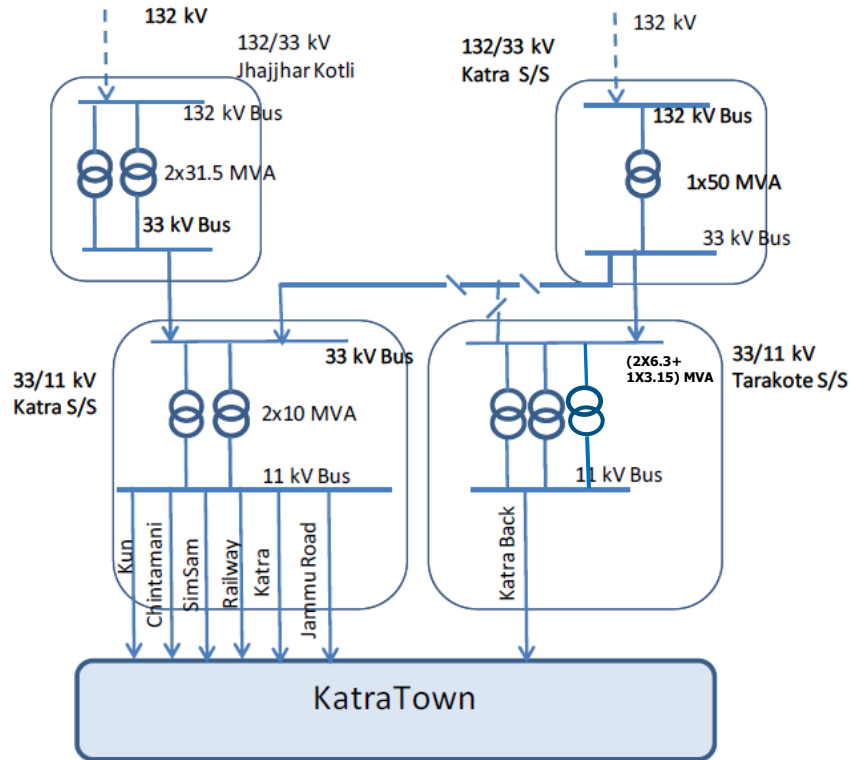 132 kV
132/33 kV
Jhajjhar Kotli
132 kV Bus
2x31.5 MVA
33 kV Bus
132/33 kV
Katra S/S
132 kV
132 kV Bus
1x50 MVA
33 kV Bus
33/11 kV
Katra S/S
33 kV Bus
2x10 MVA
11 kV Bus
Kun
Chintamani
SimSam
Railway
Katra
Jammu Road
(2X6.3+
1X3.15) MVA
33/11 kV
Tarakote S/S
11 kV Bus
Katra Back
KatraTown